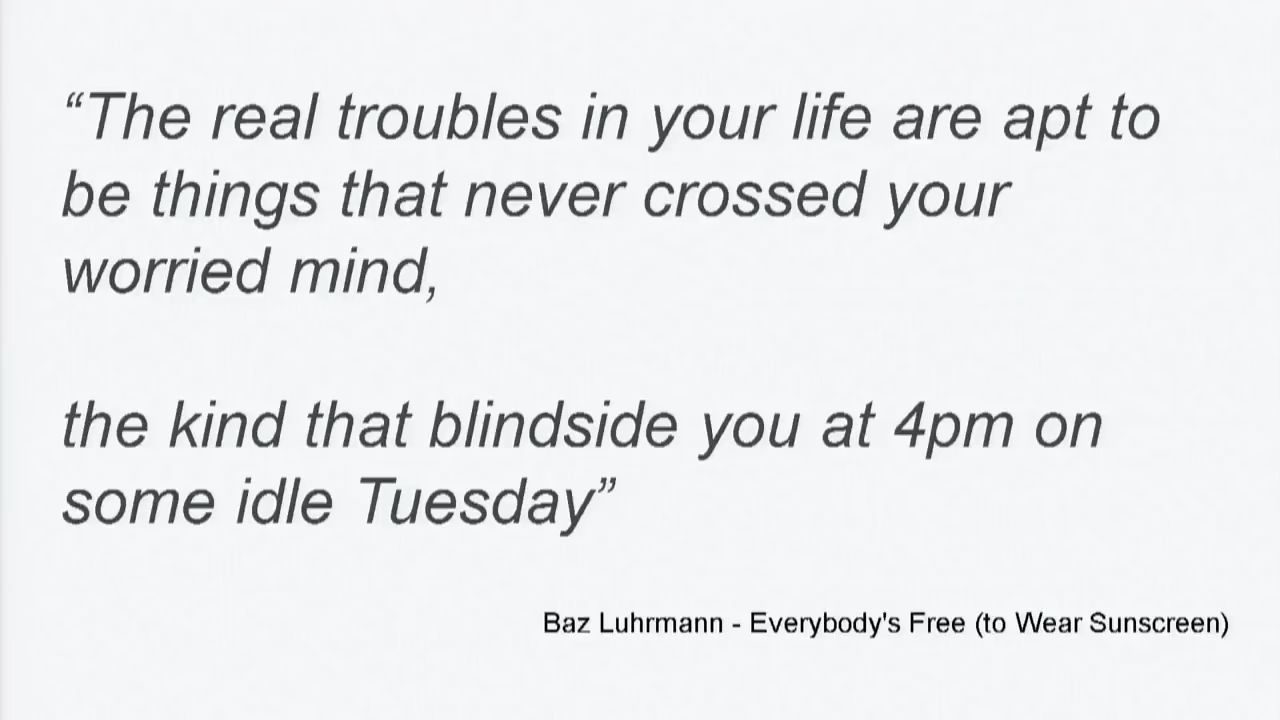 “The real troubles in your life are apt to
be things that never crossed your
worried mind,
the kind that blindside you at 4pm on
some idle Tuesday”
Baz Luhrmann - Everybody's Free (to Wear Sunscreen)